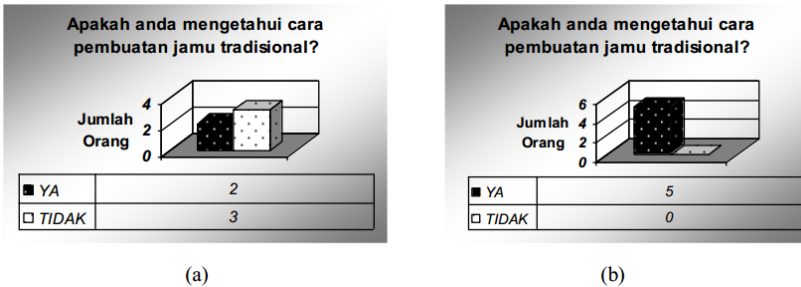 Apakah anda mengetahui cara
pembuatan jamu tradisional?
4
Jumlah
2
Orang
0
YA 2
TIDAK 3
(a)
Apakah anda mengetahui cara
pembuatan jamu tradisional?
6
Jumlah 4
Orang 2
0
YA 5
TIDAK 0
(b)